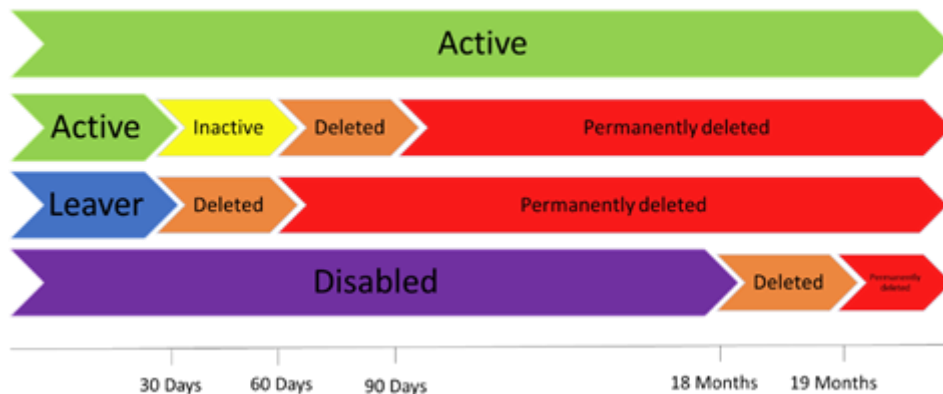 Active
Active
Inactive
Deleted
Permanently deleted
Leaver
Deleted
Permanently deleted
Disabled
Deleted
Permanently
deleted
30 Days
60 Days
90 Days
18 Months
19 Months